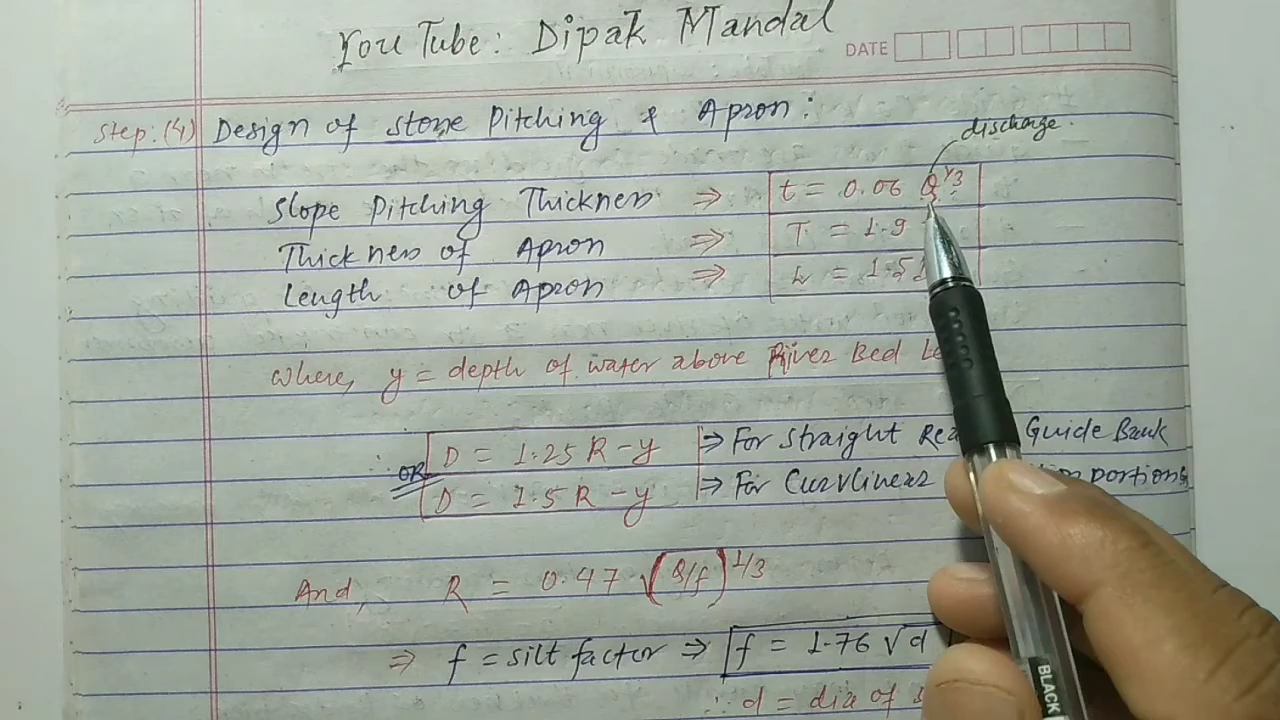 YouTube: Dipak Mandal
DATE
Step:(4) Design of stone Pitching & Apron:
discharge.
Slope Pitching Thickness ⇒ t = 0.06 Q^1/3
Thickness of Apron ⇒ T = 1.9
Length of Apron ⇒ L = 1.5
Where, y = depth of water above River Bed
∴ D = 1.25 R - y ⇒ For straight Guide Bank
OR D = 1.5 R - y ⇒ For Curvlinear portions
And, R = 0.47 (Q/f)^1/3
⇒ f = silt factor ⇒ f = 1.76 √d
∴ d = dia of
BLACK